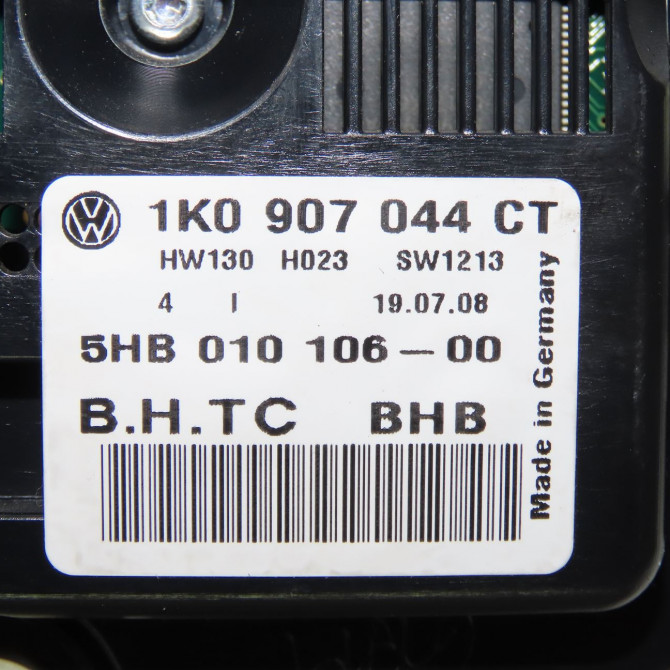 1K0 907 044 CT
HW130 H023 SW1213
4 I 19.07.08
5HB 010 106-00
B.H.TC BHB
Made in Germany